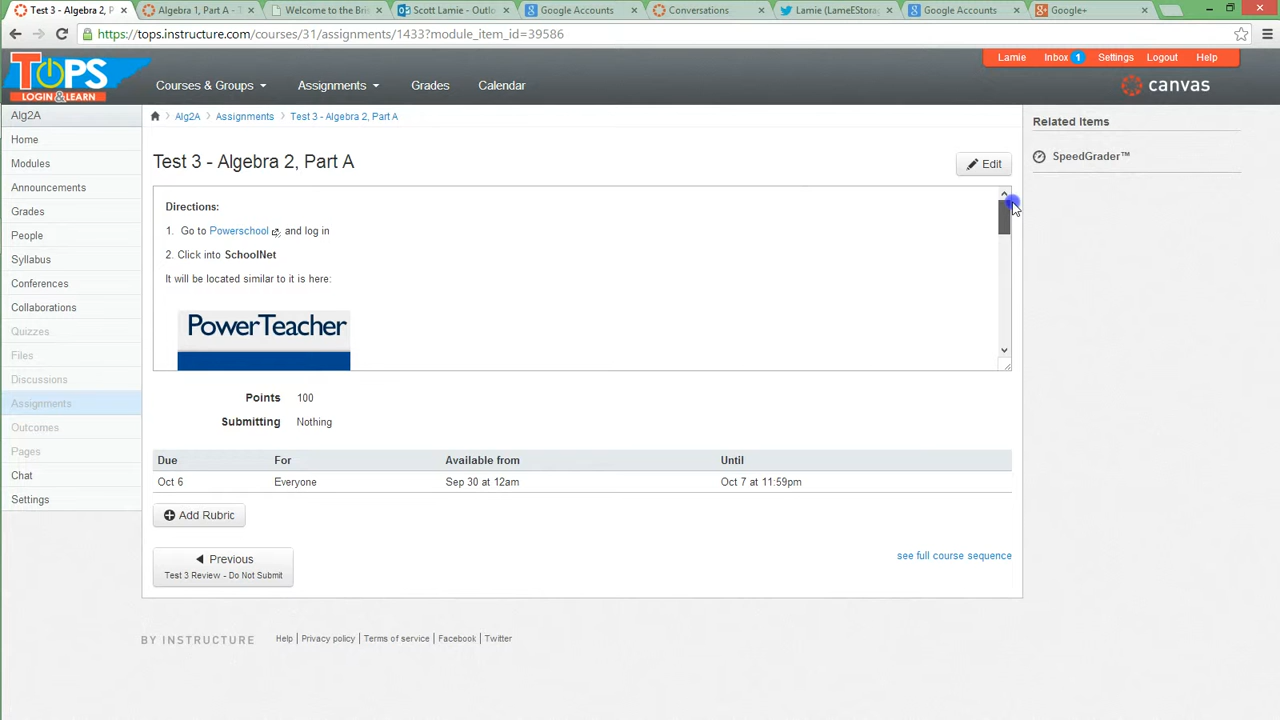 Test 3 - Algebra 2, P
Algebra 1, Part A - T
Welcome to the Bri
Scott Lamie - Outlo
Google Accounts
Conversations
Lamie (LameEStora
Google Accounts
Google+
https://tops.instructure.com/courses/31/assignments/1433?module_item_id=39586
TOPS
LOGIN & LEARN
Lamie Inbox 1 Settings Logout Help
Courses & Groups Assignments Grades Calendar
canvas
Alg2A
Home
Modules
Announcements
Grades
People
Syllabus
Conferences
Collaborations
Quizzes
Files
Discussions
Assignments
Outcomes
Pages
Chat
Settings
Alg2A Assignments Test 3 - Algebra 2, Part A
Test 3 - Algebra 2, Part A
Edit
Directions:
1. Go to Powerschool and log in
2. Click into SchoolNet
It will be located similar to it is here:
PowerTeacher
Points 100
Submitting Nothing
Due For Available from Until
Oct 6 Everyone Sep 30 at 12am Oct 7 at 11:59pm
Add Rubric
Previous
Test 3 Review - Do Not Submit
see full course sequence
Related Items
SpeedGrader™
BY INSTRUCTURE
Help | Privacy policy | Terms of service | Facebook | Twitter